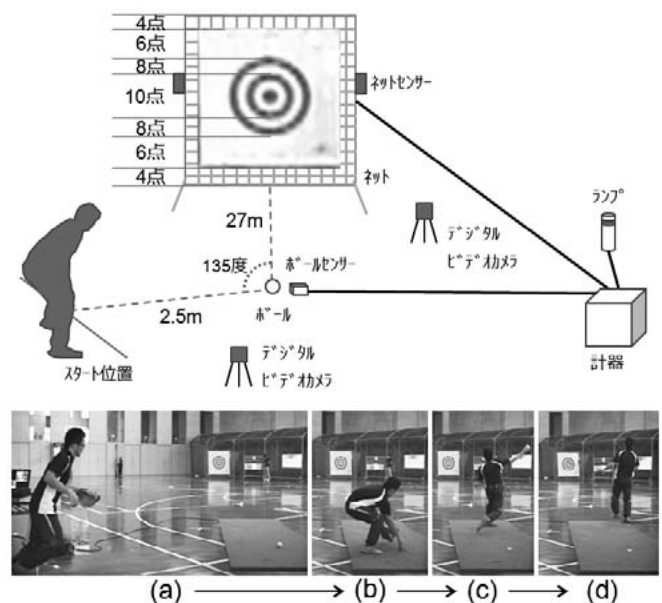 4点
6点
8点
10点
8点
6点
4点
ネットセンサー
ネット
27m
ランプ
デジタル
ビデオカメラ
135度
ボールセンサー
2.5m
ボール
スタート位置
デジタル
ビデオカメラ
計器
(a) (b) (c) (d)